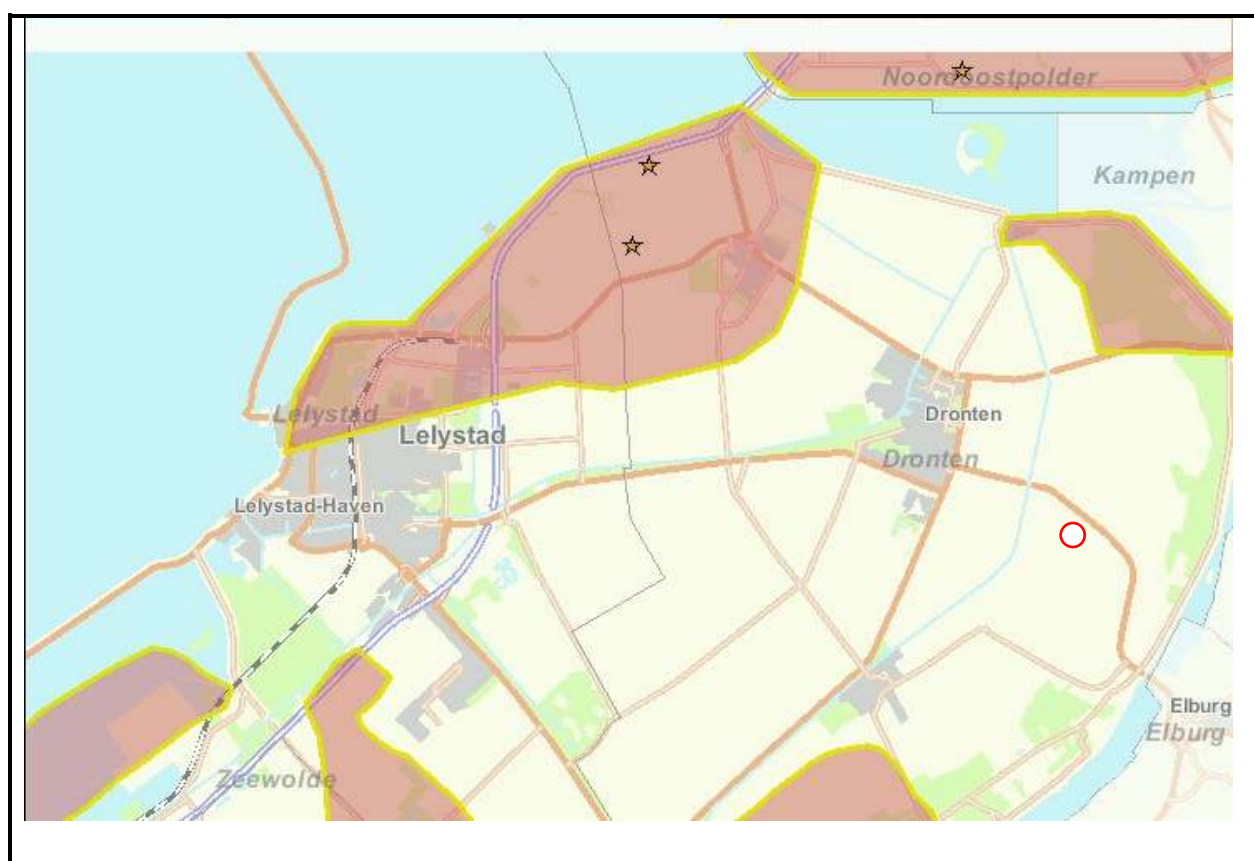 Noordoostpolder
Kampen
Lelystad
Lelystad
Dronten
Dronten
Lelystad-Haven
Elburg
Elburg
Zeewolde